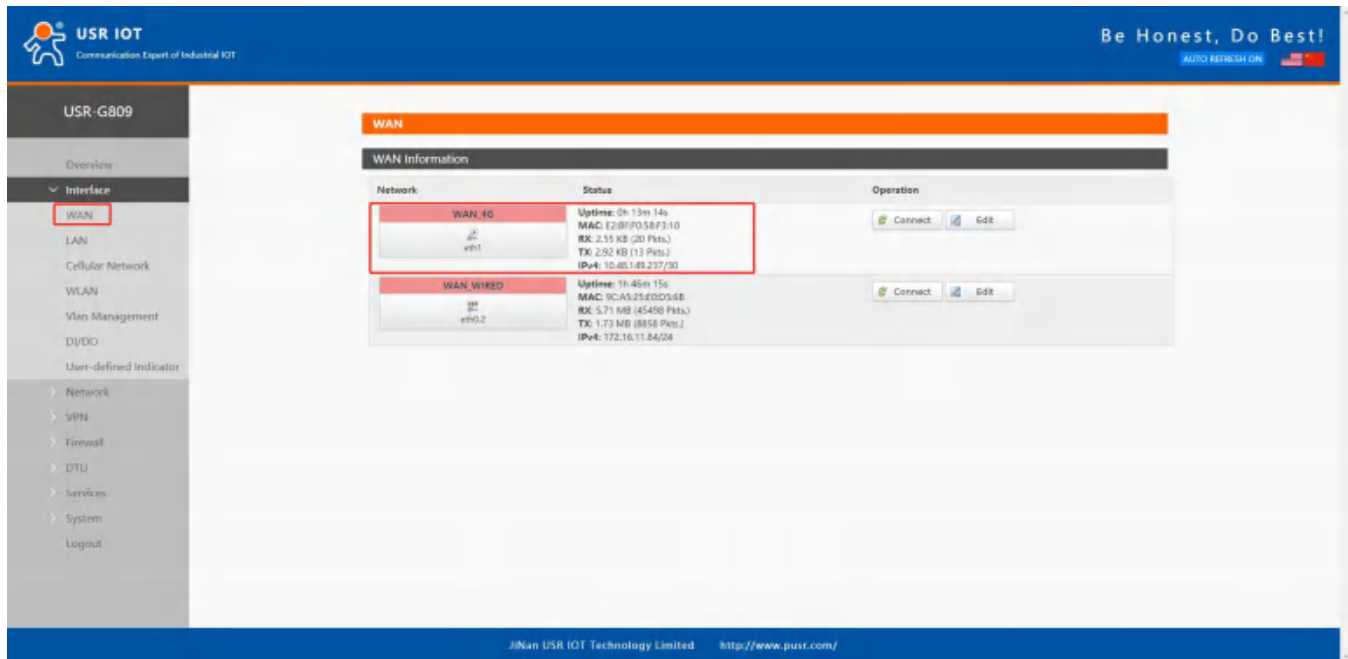 USR IOT
Communication Expert of Industrial IOT
Be Honest, Do Best!
AUTO REFRESH ON
USR-G809
Overview
Interface
WAN
LAN
Cellular Network
WLAN
Vlan Management
DI/DO
User-defined Indicator
Network
VPN
Firewall
DTU
Services
System
Logout
WAN
WAN Information
Network Status Operation
WAN_4G
eth1
Uptime: 0h 13m 14s
MAC: E2:BF:F0:58:F3:10
RX: 2.55 KB (20 Pkts.)
TX: 2.92 KB (13 Pkts.)
IPv4: 10.48.149.237/30
Connect Edit
WAN_WIRED
eth0.2
Uptime: 1h 46m 15s
MAC: 9C:A5:25:E0:D5:6B
RX: 5.71 MB (45498 Pkts.)
TX: 1.73 MB (8858 Pkts.)
IPv4: 172.16.11.84/24
Connect Edit
JiNan USR IOT Technology Limited http://www.pusr.com/